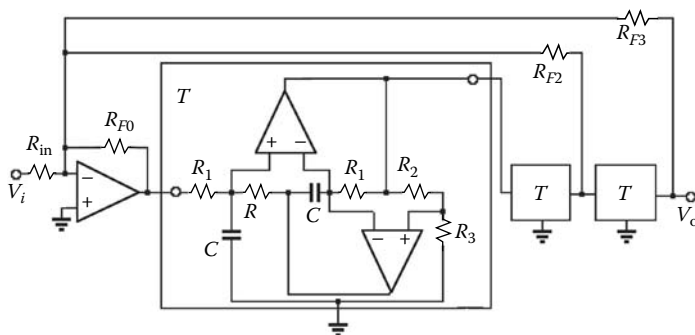 R_F3
R_F2
T
R_F0
R_in
+ −
R_1 R_2
V_i
−
+
R_1
R
C
T
T
V_o
C
− +
R_3